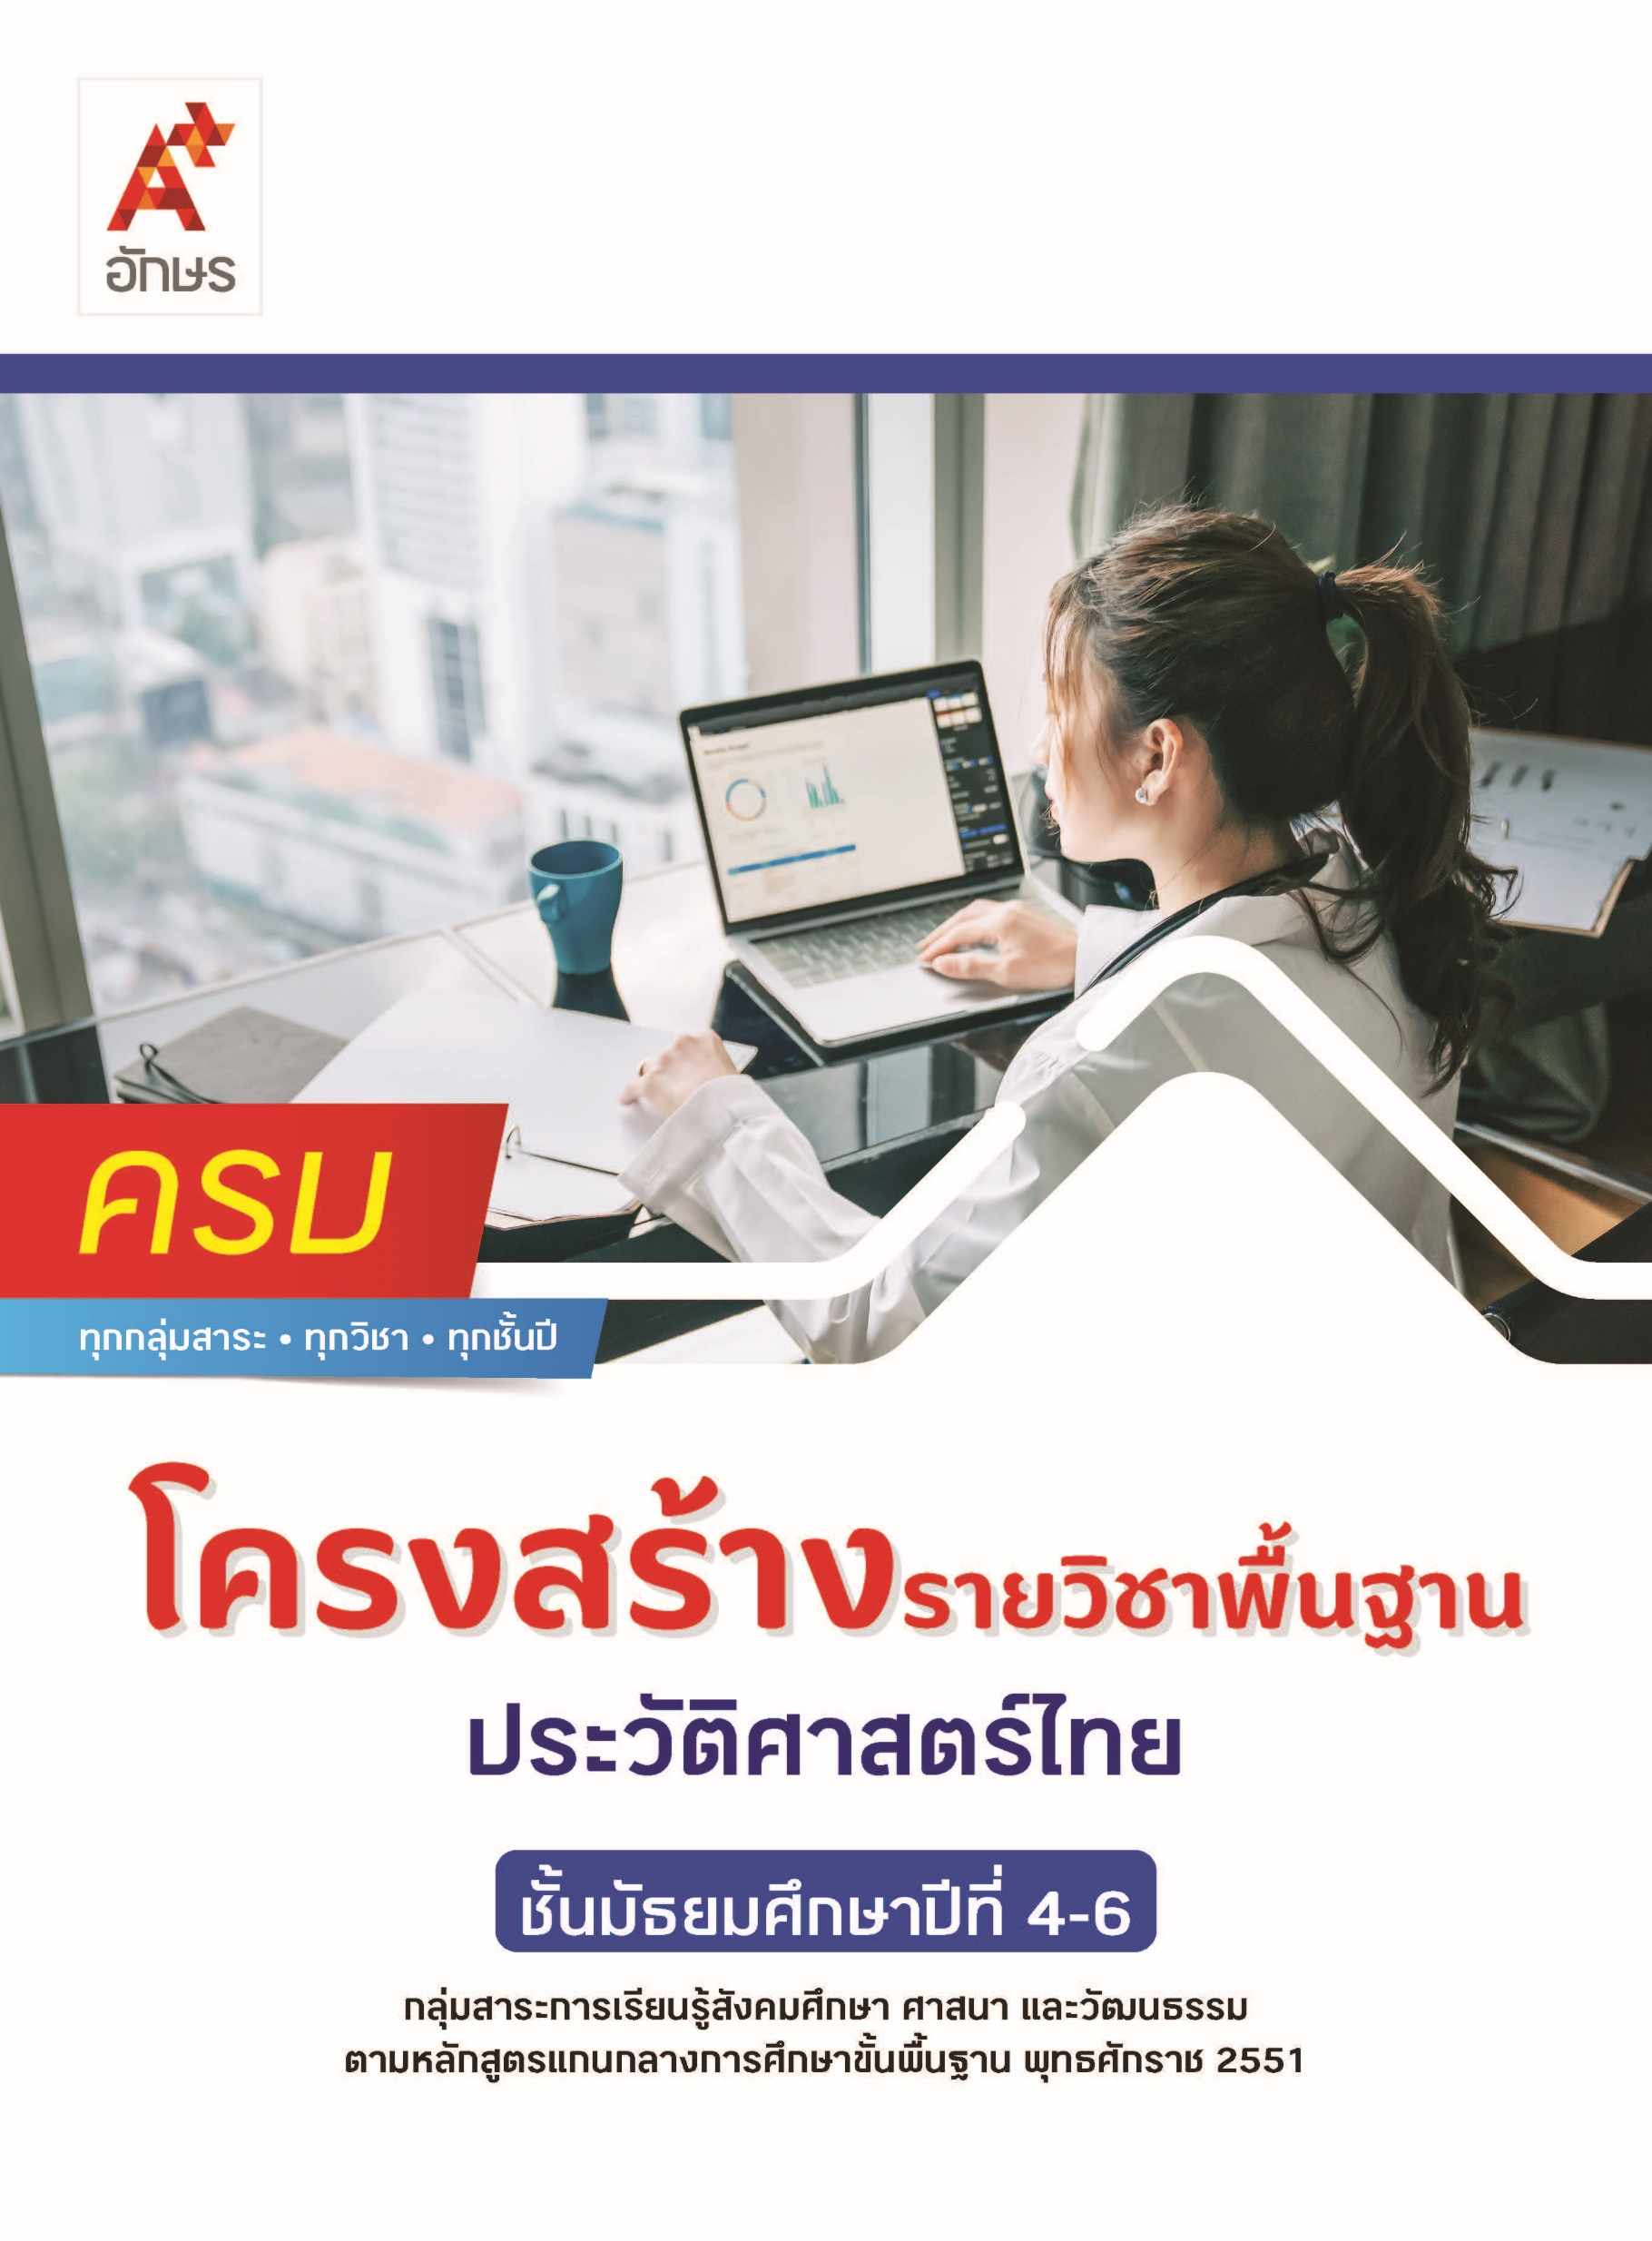 อักษร
ครบ
ทุกกลุ่มสาระ • ทุกวิชา • ทุกชั้นปี
โครงสร้างรายวิชาพื้นฐาน
ประวัติศาสตร์ไทย
ชั้นมัธยมศึกษาปีที่ 4-6
กลุ่มสาระการเรียนรู้สังคมศึกษา ศาสนา และวัฒนธรรม
ตามหลักสูตรแกนกลางการศึกษาขั้นพื้นฐาน พุทธศักราช 2551